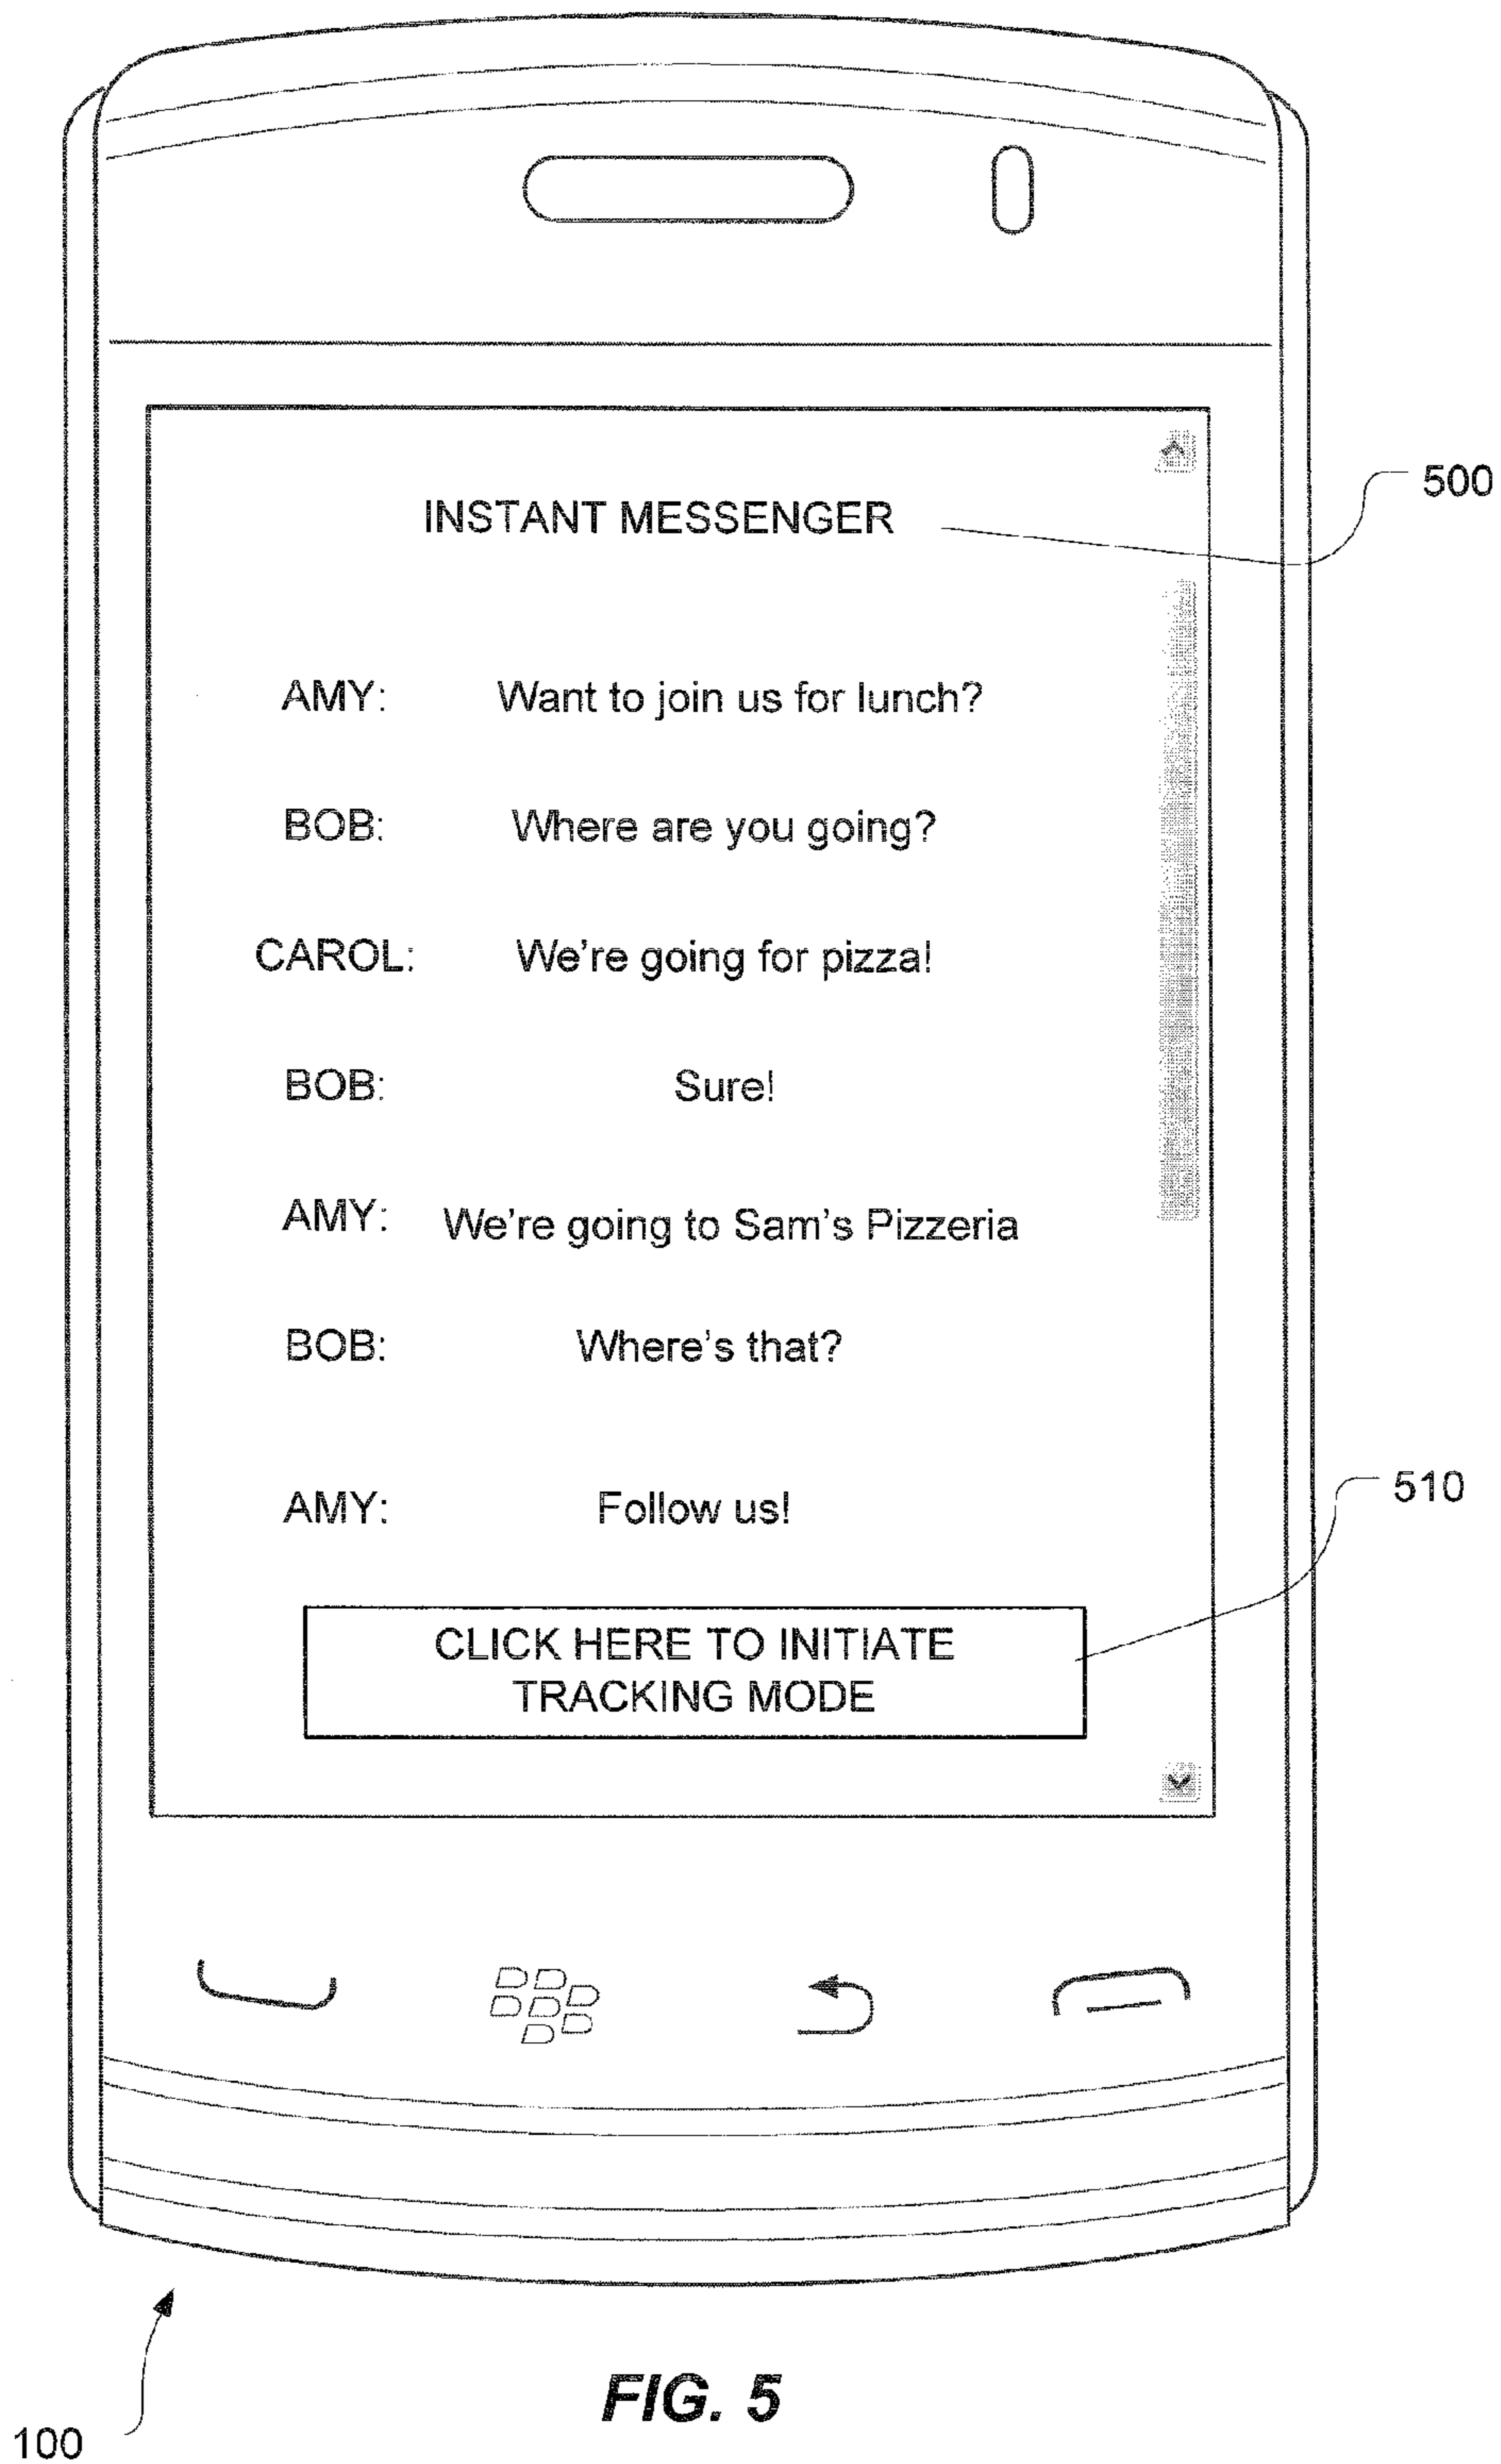 INSTANT MESSENGER
500
AMY: Want to join us for lunch?
BOB: Where are you going?
CAROL: We're going for pizza!
BOB: Sure!
AMY: We're going to Sam's Pizzeria
BOB: Where's that?
AMY: Follow us!
510
CLICK HERE TO INITIATE
TRACKING MODE
FIG. 5
100